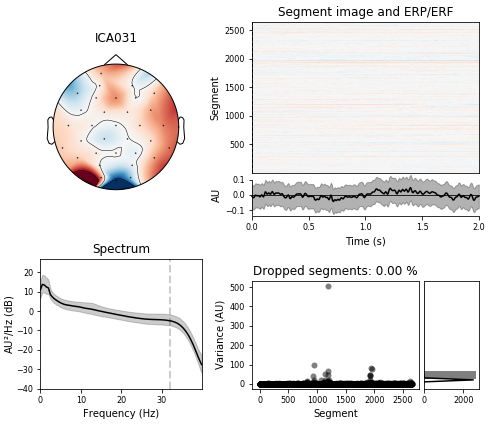 ICA031
Segment image and ERP/ERF
Segment
2500
2000
1500
1000
500
AU
0.1
0.0
−0.1
0.0 0.5 1.0 1.5 2.0
Time (s)
Spectrum
AU²/Hz (dB)
20
10
0
−10
−20
−30
−40
0 10 20 30
Frequency (Hz)
Dropped segments: 0.00 %
Variance (AU)
500
400
300
200
100
0
0 500 1000 1500 2000 2500
Segment
0 2000